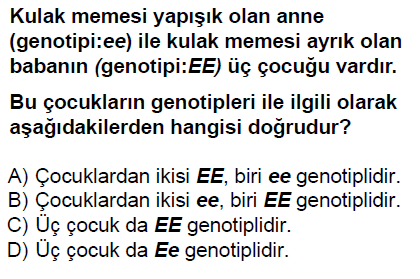 Kulak memesi yapışık olan anne
(genotipi:ee) ile kulak memesi ayrık olan
babanın (genotipi:EE) üç çocuğu vardır.
Bu çocukların genotipleri ile ilgili olarak
aşağıdakilerden hangisi doğrudur?
A) Çocuklardan ikisi EE, biri ee genotiplidir.
B) Çocuklardan ikisi ee, biri EE genotiplidir.
C) Üç çocuk da EE genotiplidir.
D) Üç çocuk da Ee genotiplidir.